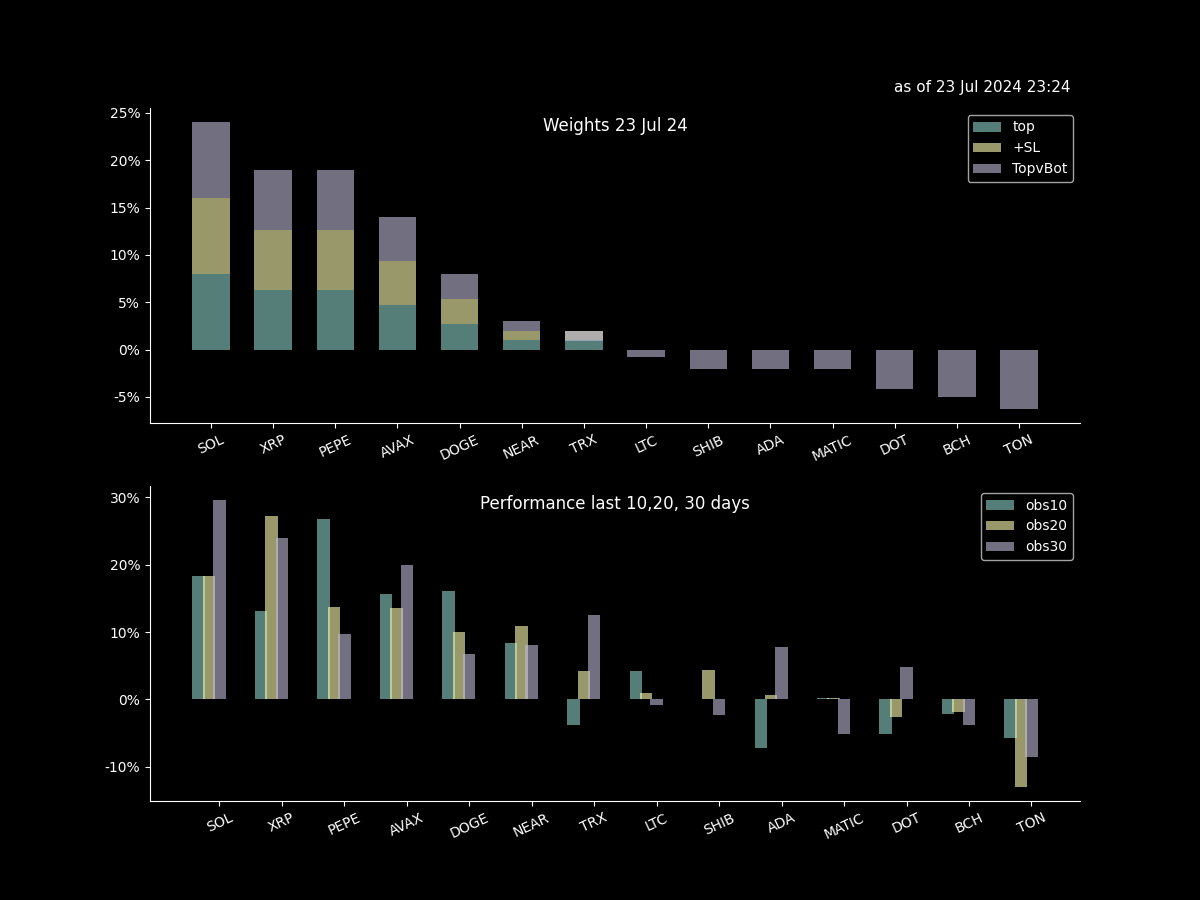 as of 23 Jul 2024 23:24
Weights 23 Jul 24
25%
20%
15%
10%
5%
0%
-5%
top
+SL
TopvBot
SOL XRP PEPE AVAX DOGE NEAR TRX LTC SHIB ADA MATIC DOT BCH TON
Performance last 10,20, 30 days
30%
20%
10%
0%
-10%
obs10
obs20
obs30
SOL XRP PEPE AVAX DOGE NEAR TRX LTC SHIB ADA MATIC DOT BCH TON